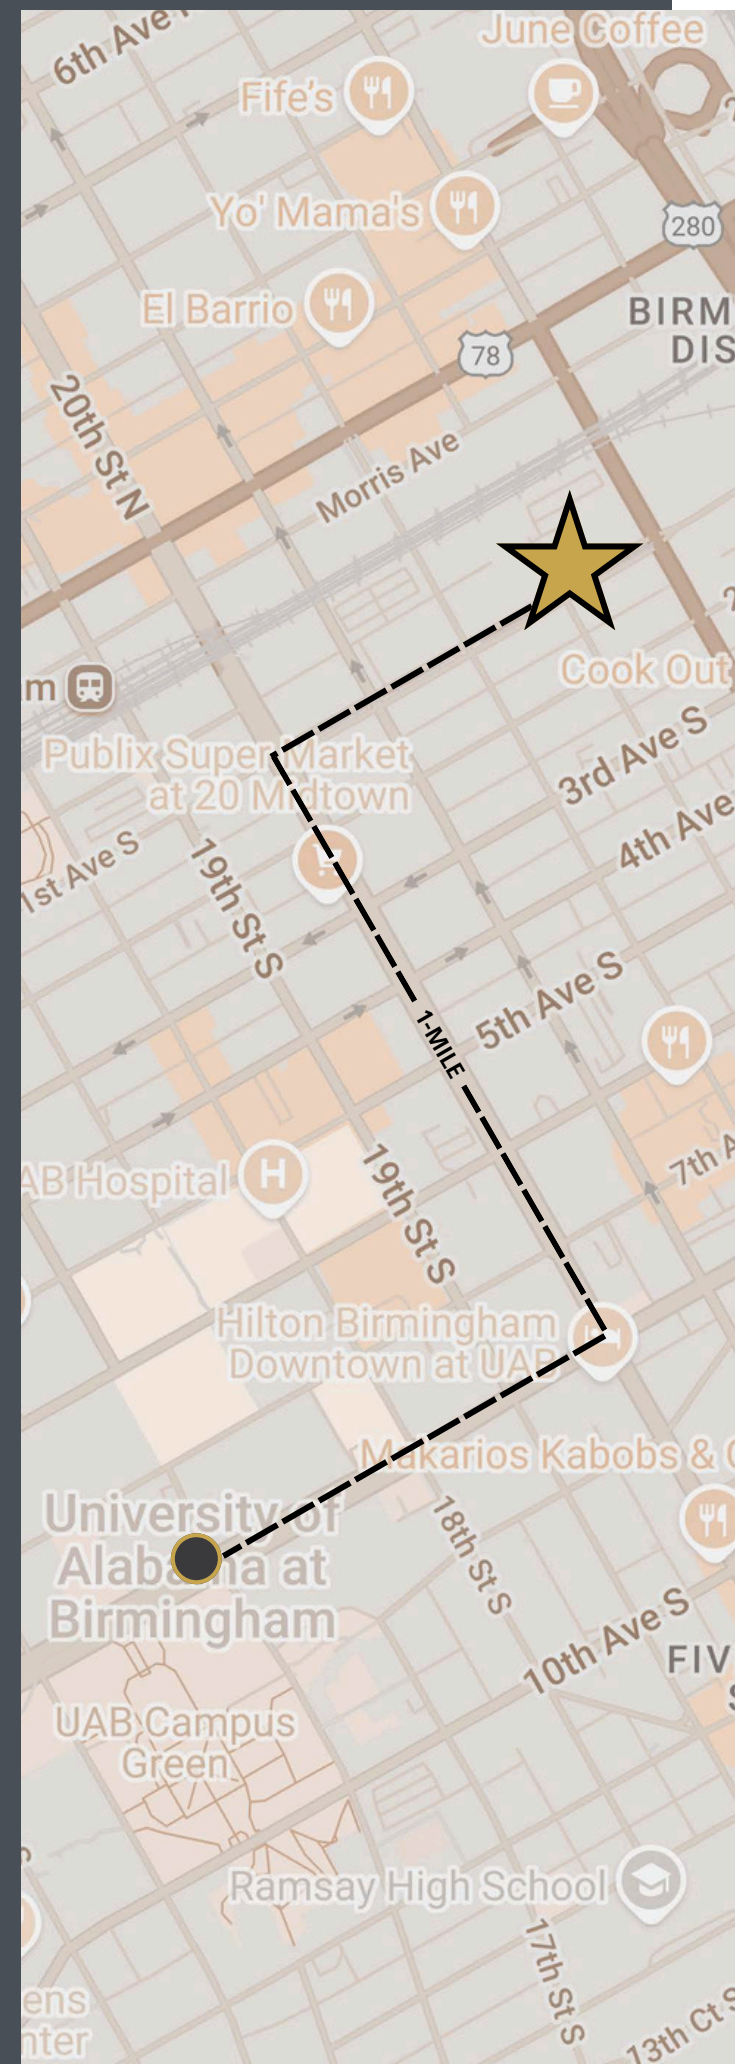 6th Ave
June Coffee
Fife's
Yo' Mama's
280
El Barrio
BIRM
DIS
78
20th St N
Morris Ave
m
Cook Out
Publix Super Market
at 20 Midtown
3rd Ave S
4th Ave
1st Ave S
19th St S
5th Ave S
1-MILE
7th A
AB Hospital
H
19th St S
Hilton Birmingham
Downtown at UAB
Makarios Kabobs &
University of
Alabama at
Birmingham
18th St S
10th Ave S
FIV
S
UAB Campus
Green
Ramsay High School
17th St S
ens
nter
13th Ct S